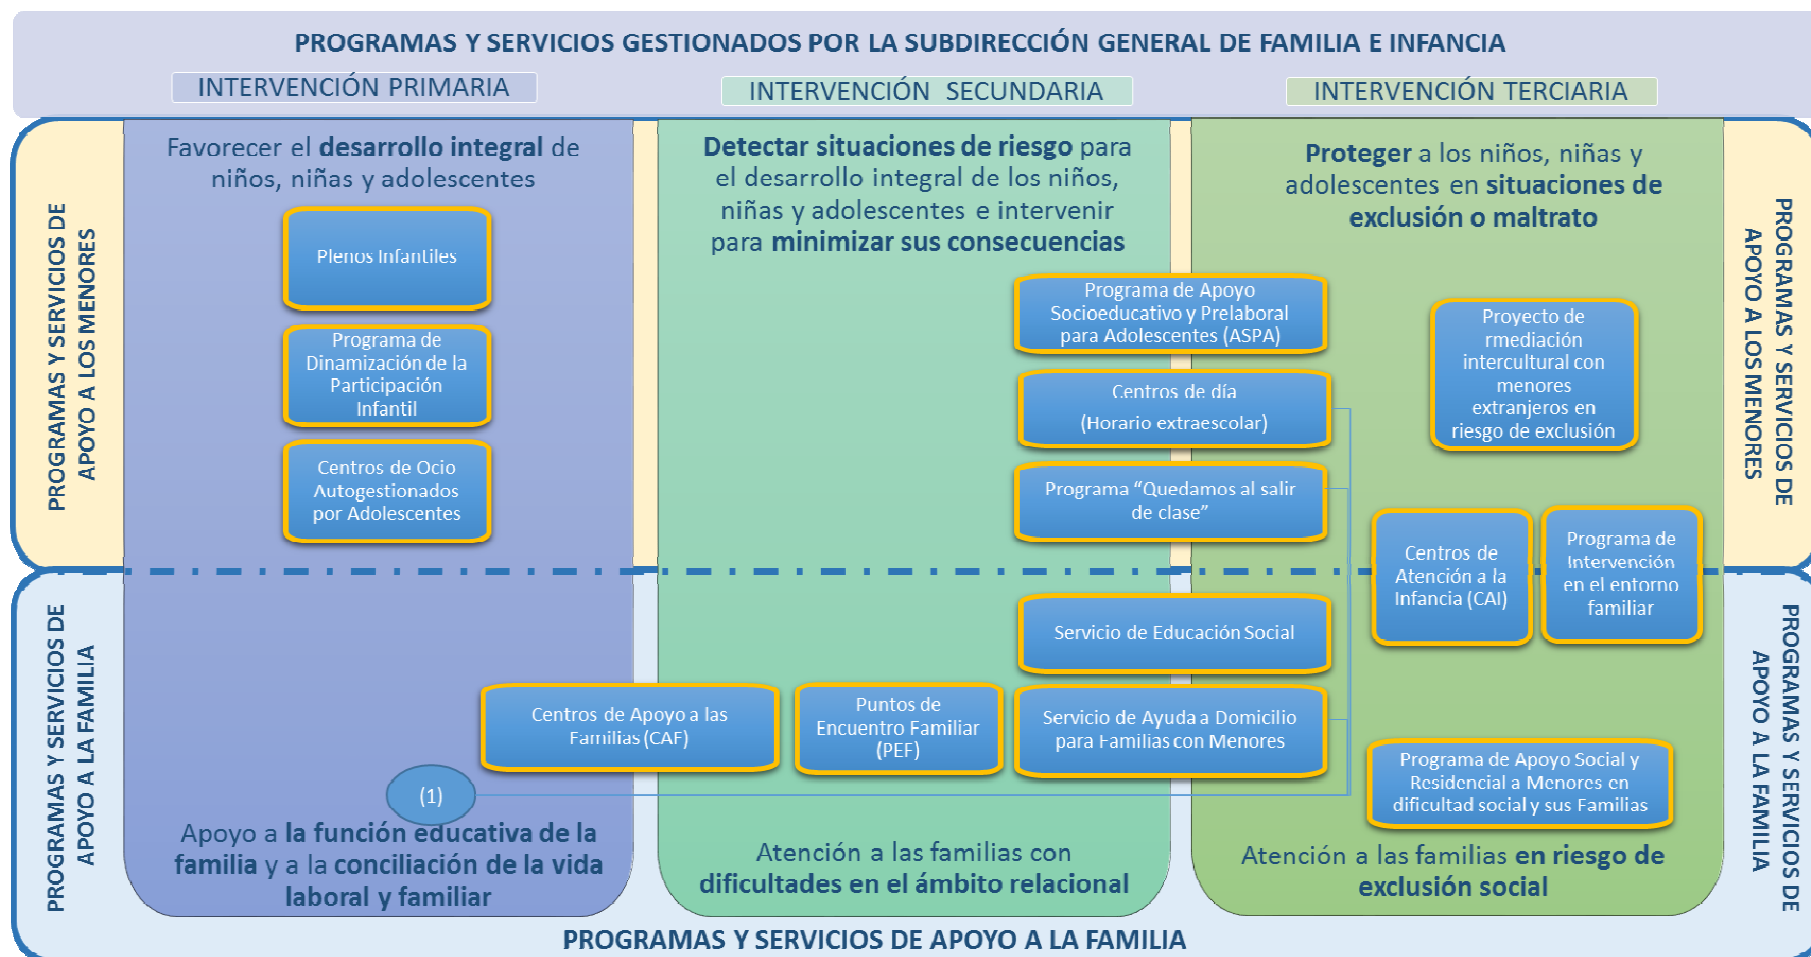 PROGRAMAS Y SERVICIOS GESTIONADOS POR LA SUBDIRECCIÓN GENERAL DE FAMILIA E INFANCIA
INTERVENCIÓN PRIMARIA
INTERVENCIÓN SECUNDARIA
INTERVENCIÓN TERCIARIA
PROGRAMAS Y SERVICIOS DE
APOYO A LOS MENORES
Favorecer el desarrollo integral de
niños, niñas y adolescentes
Plenos Infantiles
Programa de
Dinamización de la
Participación
Infantil
Centros de Ocio
Autogestionados
por Adolescentes
Detectar situaciones de riesgo para
el desarrollo integral de los niños,
niñas y adolescentes e intervenir
para minimizar sus consecuencias
Programa de Apoyo
Socioeducativo y Prelaboral
para Adolescentes (ASPA)
Centros de día
(Horario extraescolar)
Programa “Quedamos al salir
de clase”
Proteger a los niños, niñas y
adolescentes en situaciones de
exclusión o maltrato
Proyecto de
rmediación
intercultural con
menores
extranjeros en
riesgo de exclusión
Centros de
Atención a la
Infancia (CAI)
Programa de
Intervención
en el entorno
familiar
PROGRAMAS Y SERVICIOS DE
APOYO A LOS MENORES
PROGRAMAS Y SERVICIOS DE
APOYO A LA FAMILIA
Servicio de Educación Social
Centros de Apoyo a las
Familias (CAF)
Puntos de
Encuentro Familiar
(PEF)
Servicio de Ayuda a Domicilio
para Familias con Menores
Programa de Apoyo Social y
Residencial a Menores en
dificultad social y sus Familias
(1)
Apoyo a la función educativa de la
familia y a la conciliación de la vida
laboral y familiar
Atención a las familias con
dificultades en el ámbito relacional
Atención a las familias en riesgo de
exclusión social
PROGRAMAS Y SERVICIOS DE
APOYO A LA FAMILIA
PROGRAMAS Y SERVICIOS DE APOYO A LA FAMILIA